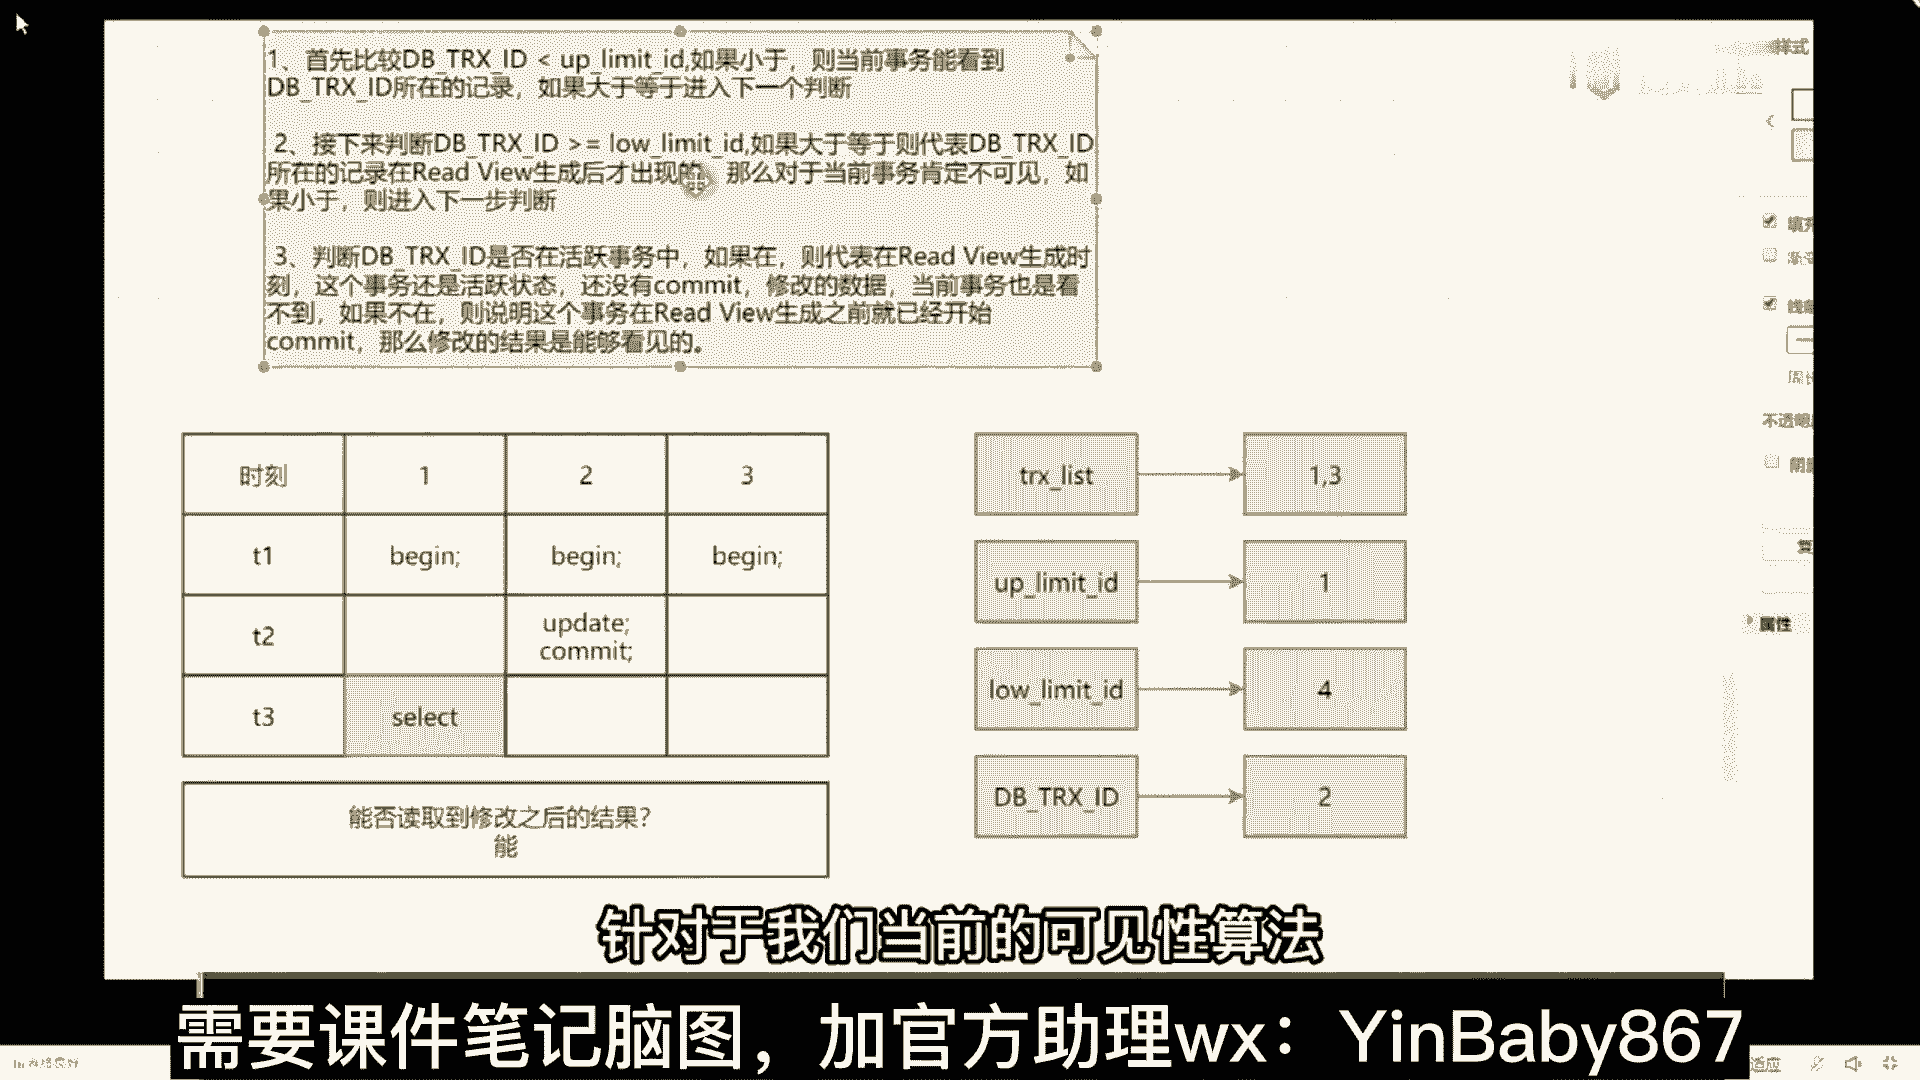 1、首先比较DB_TRX_ID < up_limit_id,如果小于，则当前事务能看到
DB_TRX_ID所在的记录，如果大于等于进入下一个判断
2、接下来判断DB_TRX_ID >= low_limit_id,如果大于等于则代表DB_TRX_ID
所在的记录在Read View生成后才出现的，那么对于当前事务肯定不可见，如
果小于，则进入下一步判断
3、判断DB_TRX_ID是否在活跃事务中，如果在，则代表在Read View生成时
刻，这个事务还是活跃状态，还没有commit，修改的数据，当前事务也是看
不到，如果不在，则说明这个事务在Read View生成之前就已经开始
commit，那么修改的结果是能够看见的。
样式
填充
线
不透明
属性
时刻 1 2 3
t1 begin; begin; begin;
t2 update;
commit;
t3 select
能否读取到修改之后的结果？
能
trx_list 1,3
up_limit_id 1
low_limit_id 4
DB_TRX_ID 2
针对于我们当前的可见性算法
需要课件笔记脑图，加官方助理wx：YinBaby867
适应